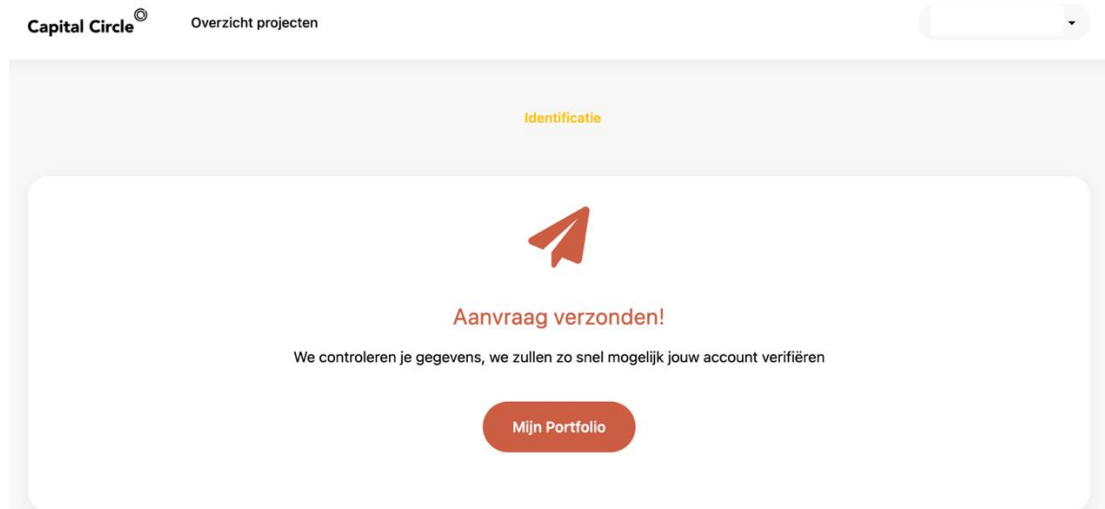 Capital Circle
Overzicht projecten
Identificatie
Aanvraag verzonden!
We controleren je gegevens, we zullen zo snel mogelijk jouw account verifiëren
Mijn Portfolio